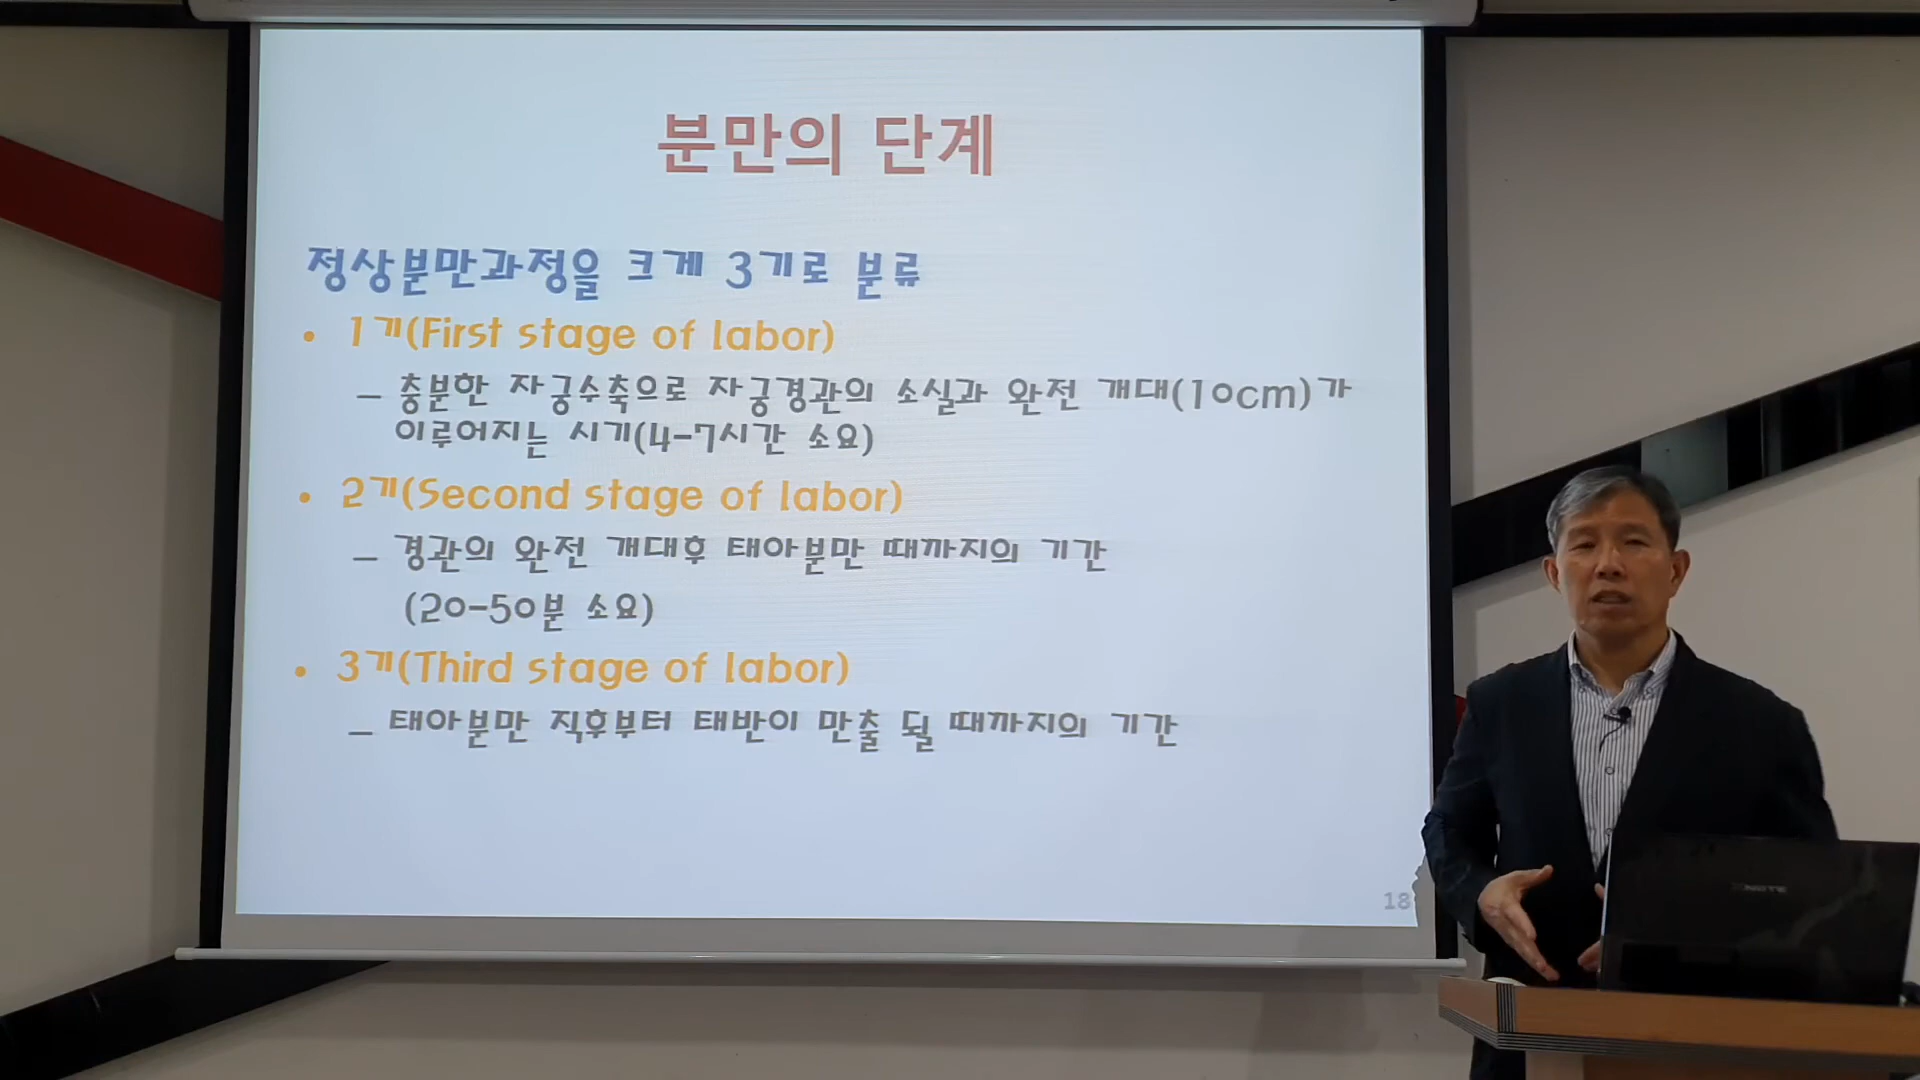 분만의 단계
정상분만과정을 크게 3기로 분류
• 1기(First stage of labor)
– 충분한 자궁수축으로 자궁경관의 소실과 완전 개대(10cm)가
이루어지는 시기(4-7시간 소요)
• 2기(Second stage of labor)
– 경관의 완전 개대후 태아분만 때까지의 기간
(20-50분 소요)
• 3기(Third stage of labor)
– 태아분만 직후부터 태반이 만출 될 때까지의 기간
18
XNOTE